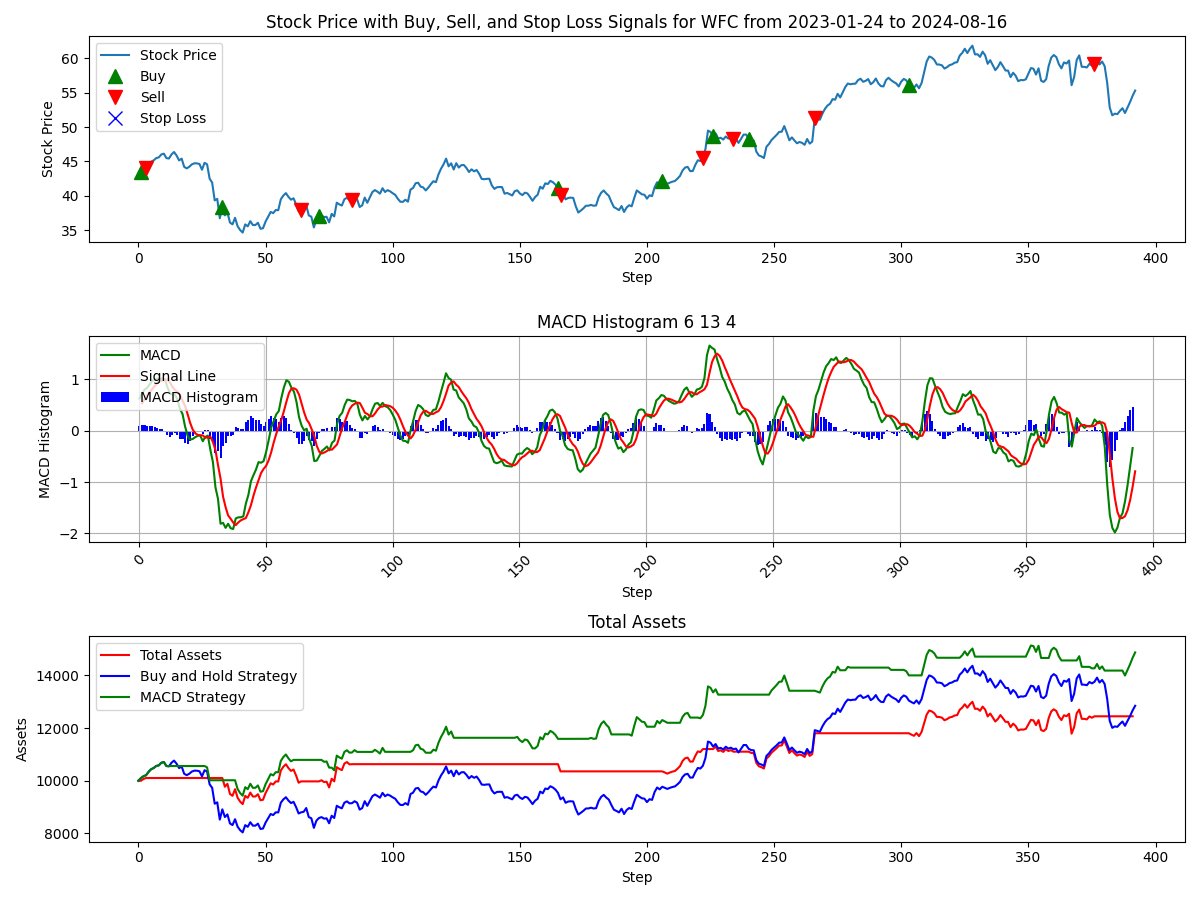 Stock Price with Buy, Sell, and Stop Loss Signals for WFC from 2023-01-24 to 2024-08-16
Stock Price
60
55
50
45
40
35
Stock Price
Buy
Sell
Stop Loss
0 50 100 150 200 250 300 350 400
Step
MACD Histogram 6 13 4
MACD Histogram
1
0
−1
−2
MACD
Signal Line
MACD Histogram
0 50 100 150 200 250 300 350 400
Step
Total Assets
Assets
14000
12000
10000
8000
Total Assets
Buy and Hold Strategy
MACD Strategy
0 50 100 150 200 250 300 350 400
Step